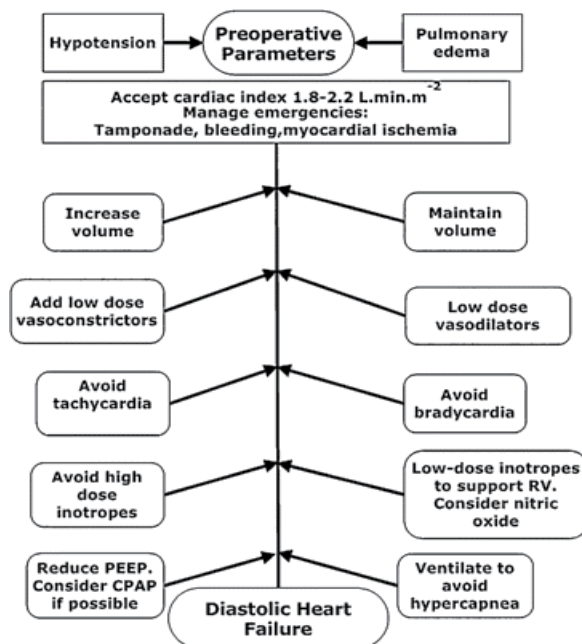 Hypotension
Preoperative
Parameters
Pulmonary
edema
Accept cardiac index 1.8-2.2 L.min.m⁻²
Manage emergencies:
Tamponade, bleeding,myocardial ischemia
Increase
volume
Maintain
volume
Add low dose
vasoconstrictors
Low dose
vasodilators
Avoid
tachycardia
Avoid
bradycardia
Avoid high
dose
inotropes
Low-dose inotropes
to support RV.
Consider nitric
oxide
Reduce PEEP.
Consider CPAP
if possible
Ventilate to
avoid
hypercapnea
Diastolic Heart
Failure